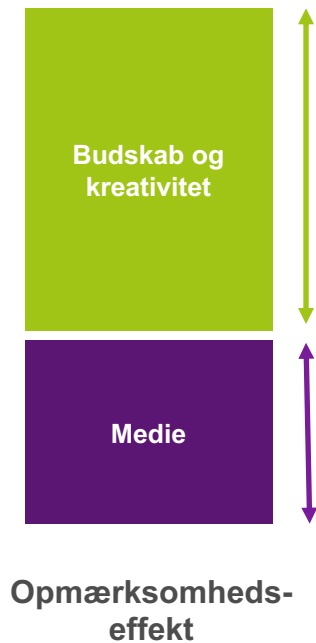 Budskab og
kreativitet
Medie
Opmærksomheds-
effekt